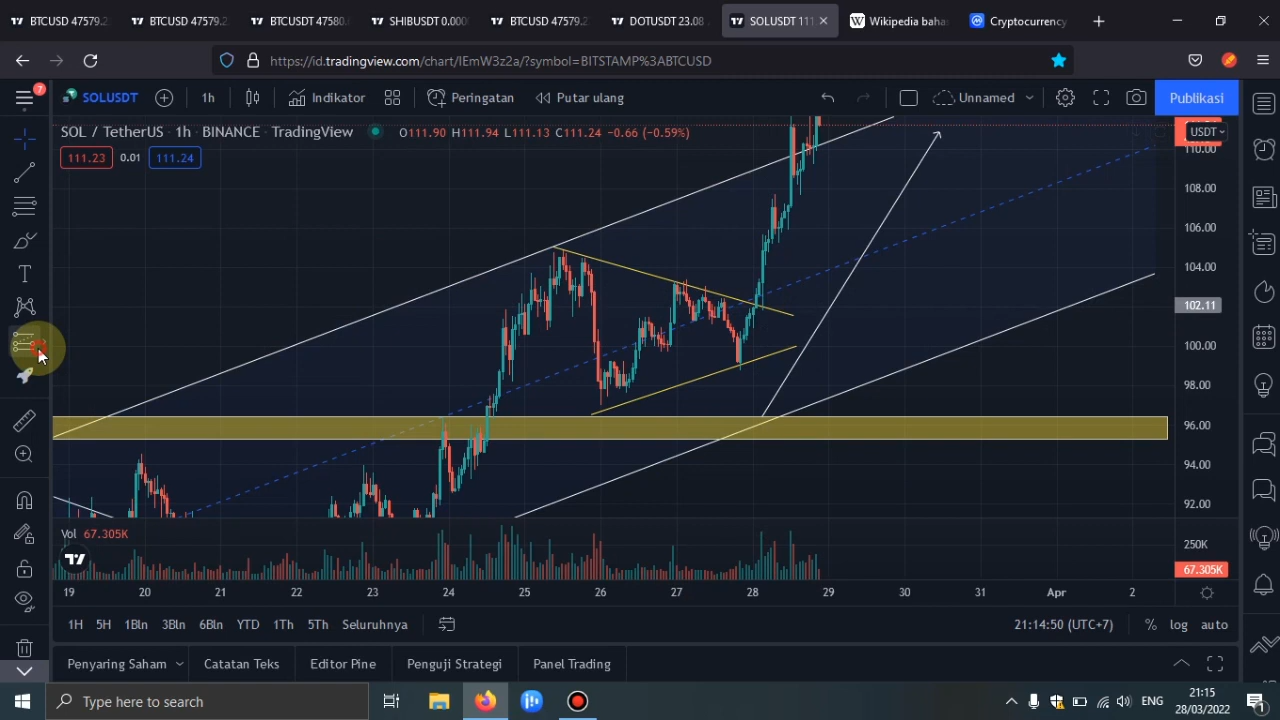 BTCUSD 47579.2
BTCUSD 47579.2
BTCUSDT 47580.
SHIBUSDT 0.000
BTCUSD 47579.2
DOTUSDT 23.08
SOLUSDT 111
Wikipedia baha
Cryptocurrency
https://id.tradingview.com/chart/IEmW3z2a/?symbol=BITSTAMP%3ABTCUSD
7
SOLUSDT
1h
Indikator
Peringatan
Putar ulang
Unnamed
Publikasi
SOL / TetherUS · 1h · BINANCE · TradingView
O111.90 H111.94 L111.13 C111.24 −0.66 (−0.59%)
USDT
111.23 0.01 111.24
110.00
108.00
106.00
104.00
102.11
100.00
98.00
96.00
94.00
92.00
Vol 67.305K
250K
67.305K
19 20 21 22 23 24 25 26 27 28 29 30 31 Apr 2
1H 5H 1Bln 3Bln 6Bln YTD 1Th 5Th Seluruhnya
21:14:50 (UTC+7)
% log auto
Penyaring Saham
Catatan Teks
Editor Pine
Penguji Strategi
Panel Trading
Type here to search
ENG
21:15
28/03/2022
1